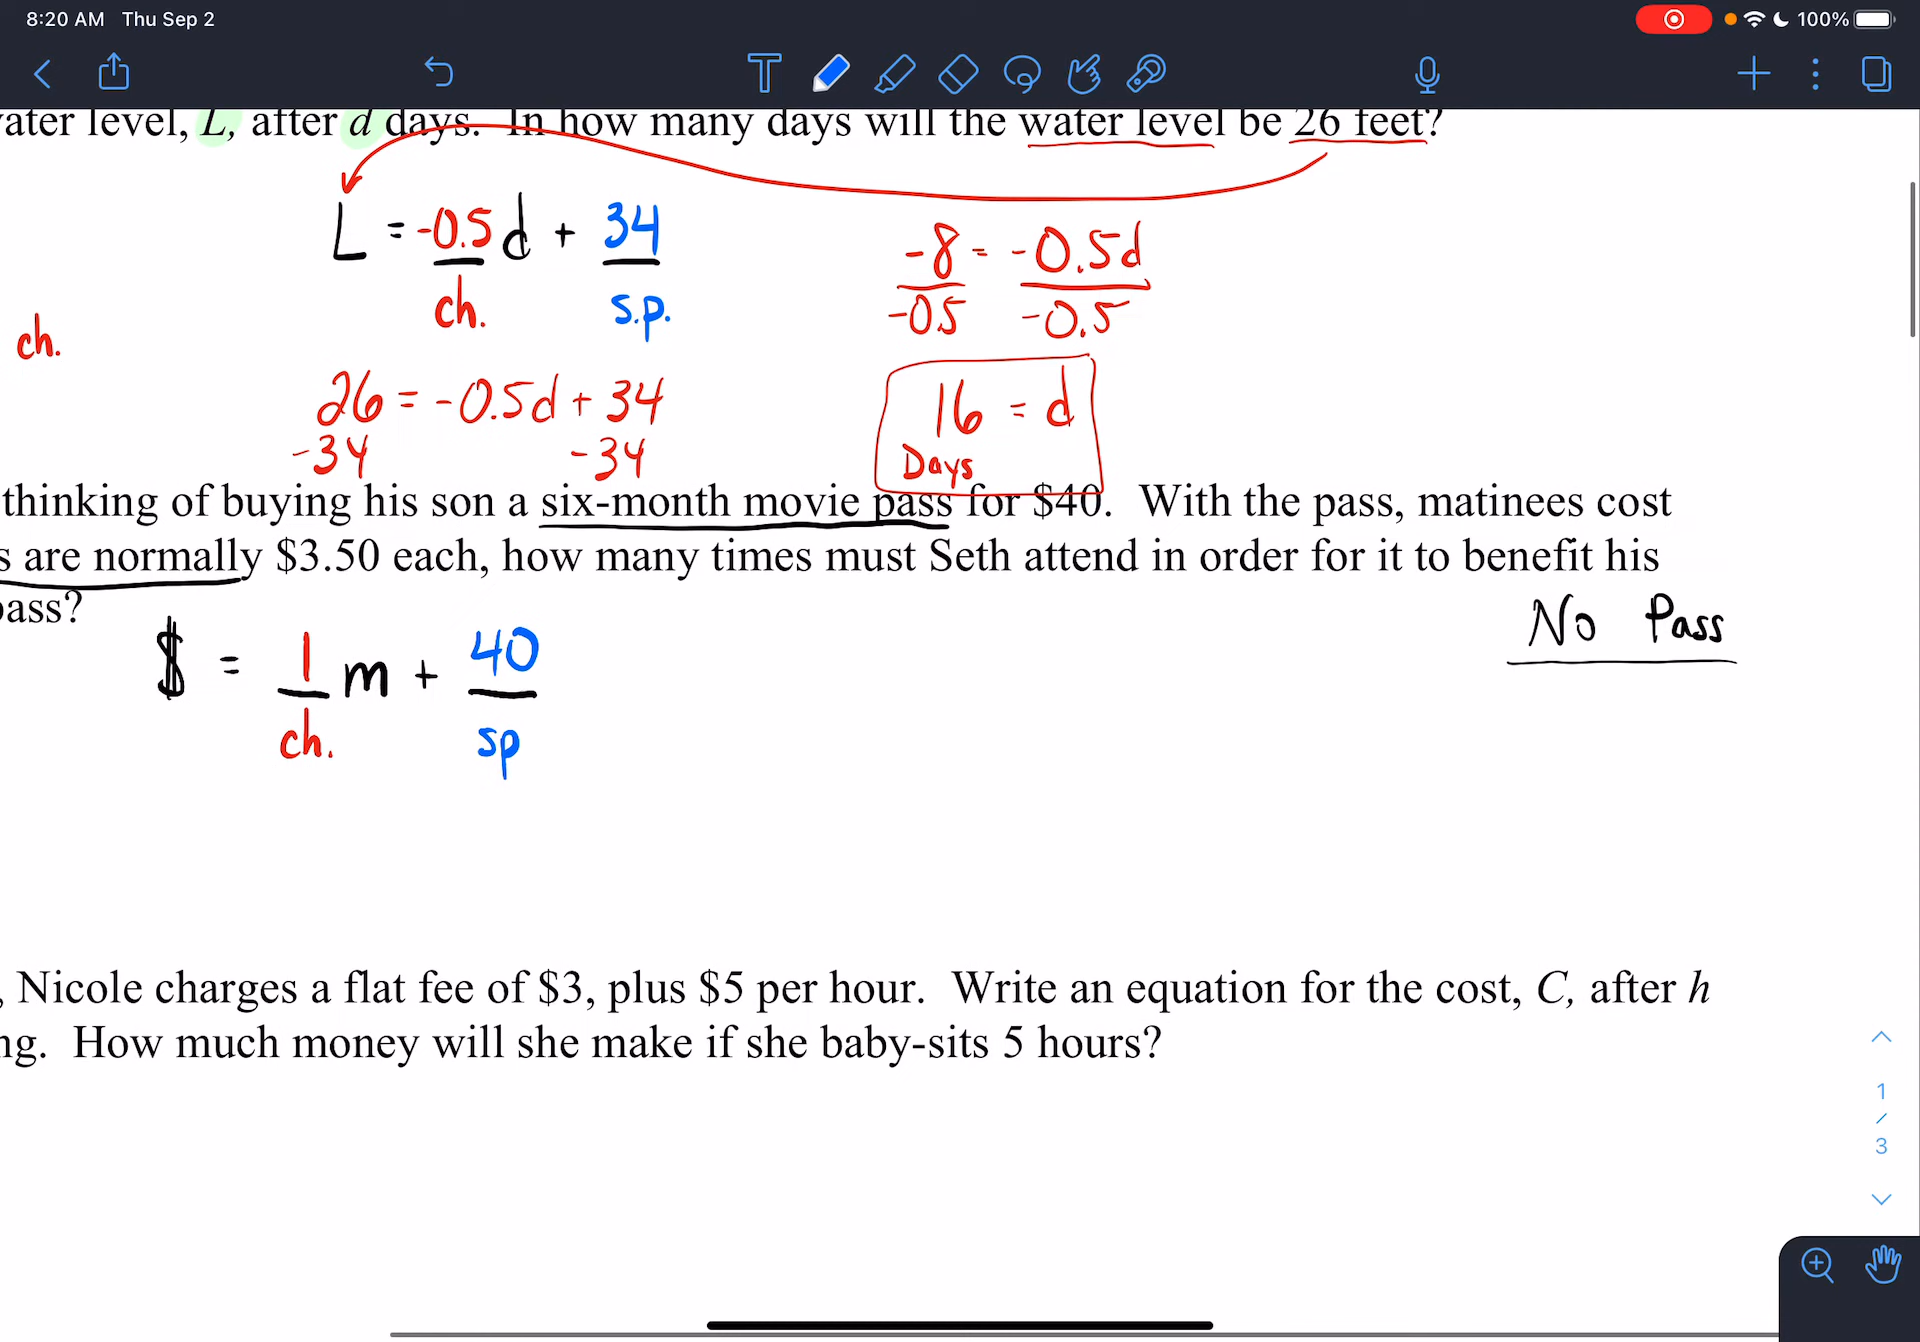 8:20 AM Thu Sep 2
100%
ater level, L, after d days. In how many days will the water level be 26 feet?
L = -0.5d + 34
ch. s.p.
-8 = -0.5d
-0.5 -0.5
ch.
26 = -0.5d + 34
-34 -34
16 = d
Days
thinking of buying his son a six-month movie pass for $40. With the pass, matinees cost
s are normally $3.50 each, how many times must Seth attend in order for it to benefit his
pass?
No Pass
$ = 1m + 40
ch. sp
, Nicole charges a flat fee of $3, plus $5 per hour. Write an equation for the cost, C, after h
ng. How much money will she make if she baby-sits 5 hours?
1
/
3